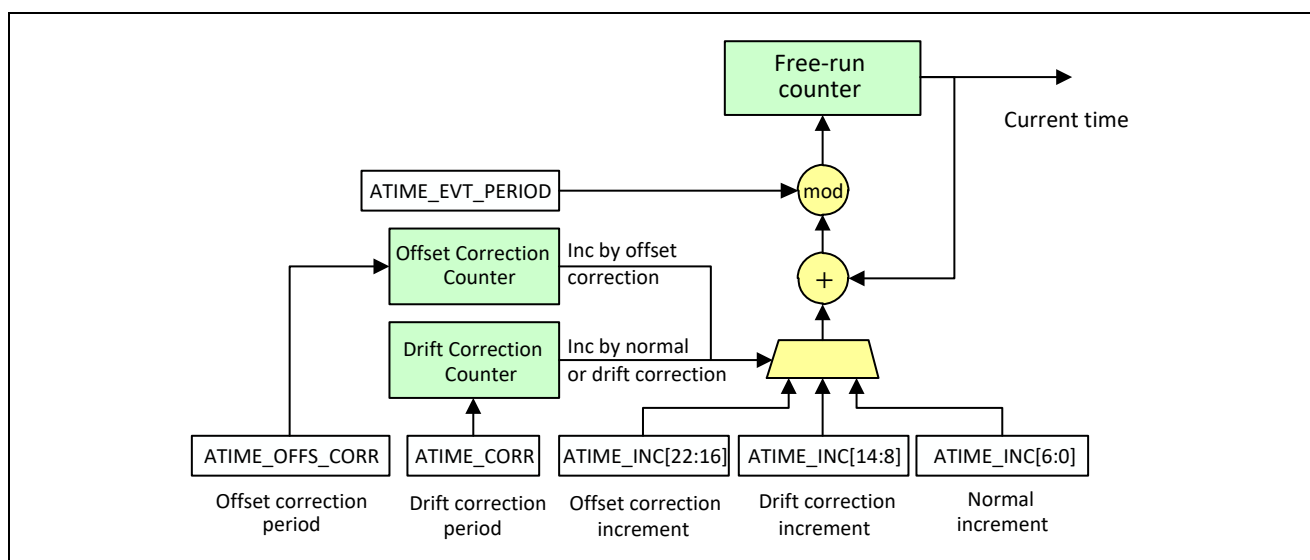 Free-run
counter
Current time
ATIME_EVT_PERIOD
mod
Offset Correction
Counter
Inc by offset
correction
+
Drift Correction
Counter
Inc by normal
or drift correction
ATIME_OFFS_CORR
ATIME_CORR
ATIME_INC[22:16]
ATIME_INC[14:8]
ATIME_INC[6:0]
Offset correction
period
Drift correction
period
Offset correction
increment
Drift correction
increment
Normal
increment